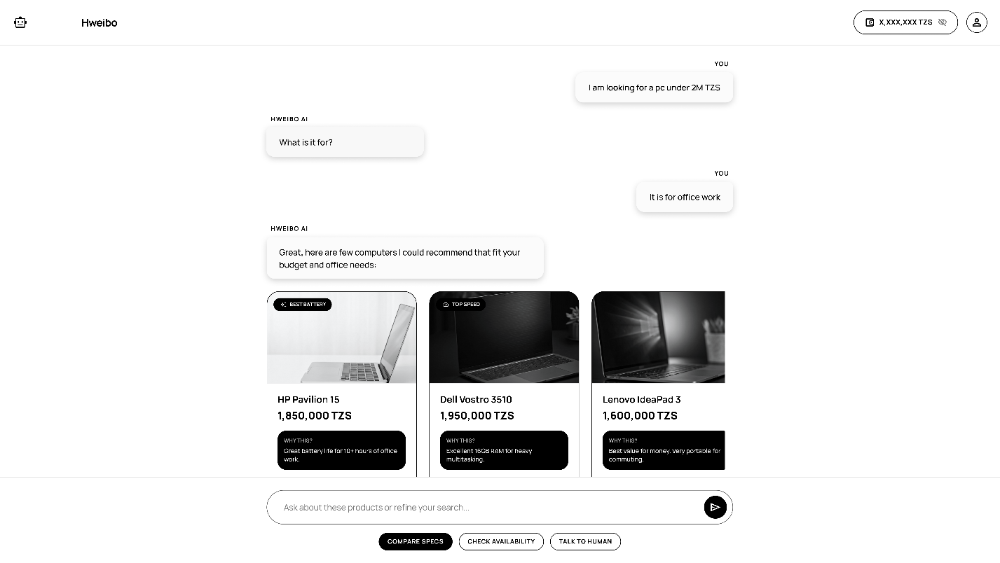 Hweibo
X,XXX,XXX TZS
YOU
I am looking for a pc under 2M TZS
HWEIBO AI
What is it for?
YOU
It is for office work
HWEIBO AI
Great, here are few computers I could recommend that fit your
budget and office needs:
BEST BATTERY
HP Pavilion 15
1,850,000 TZS
WHY THIS?
Great battery life for 10+ hours of office
work.
TOP SPEED
Dell Vostro 3510
1,950,000 TZS
WHY THIS?
Excellent 16GB RAM for heavy
multitasking.
Lenovo IdeaPad 3
1,600,000 TZS
WHY THIS?
Best value for money. Very portable for
commuting.
Ask about these products or refine your search...
COMPARE SPECS
CHECK AVAILABILITY
TALK TO HUMAN